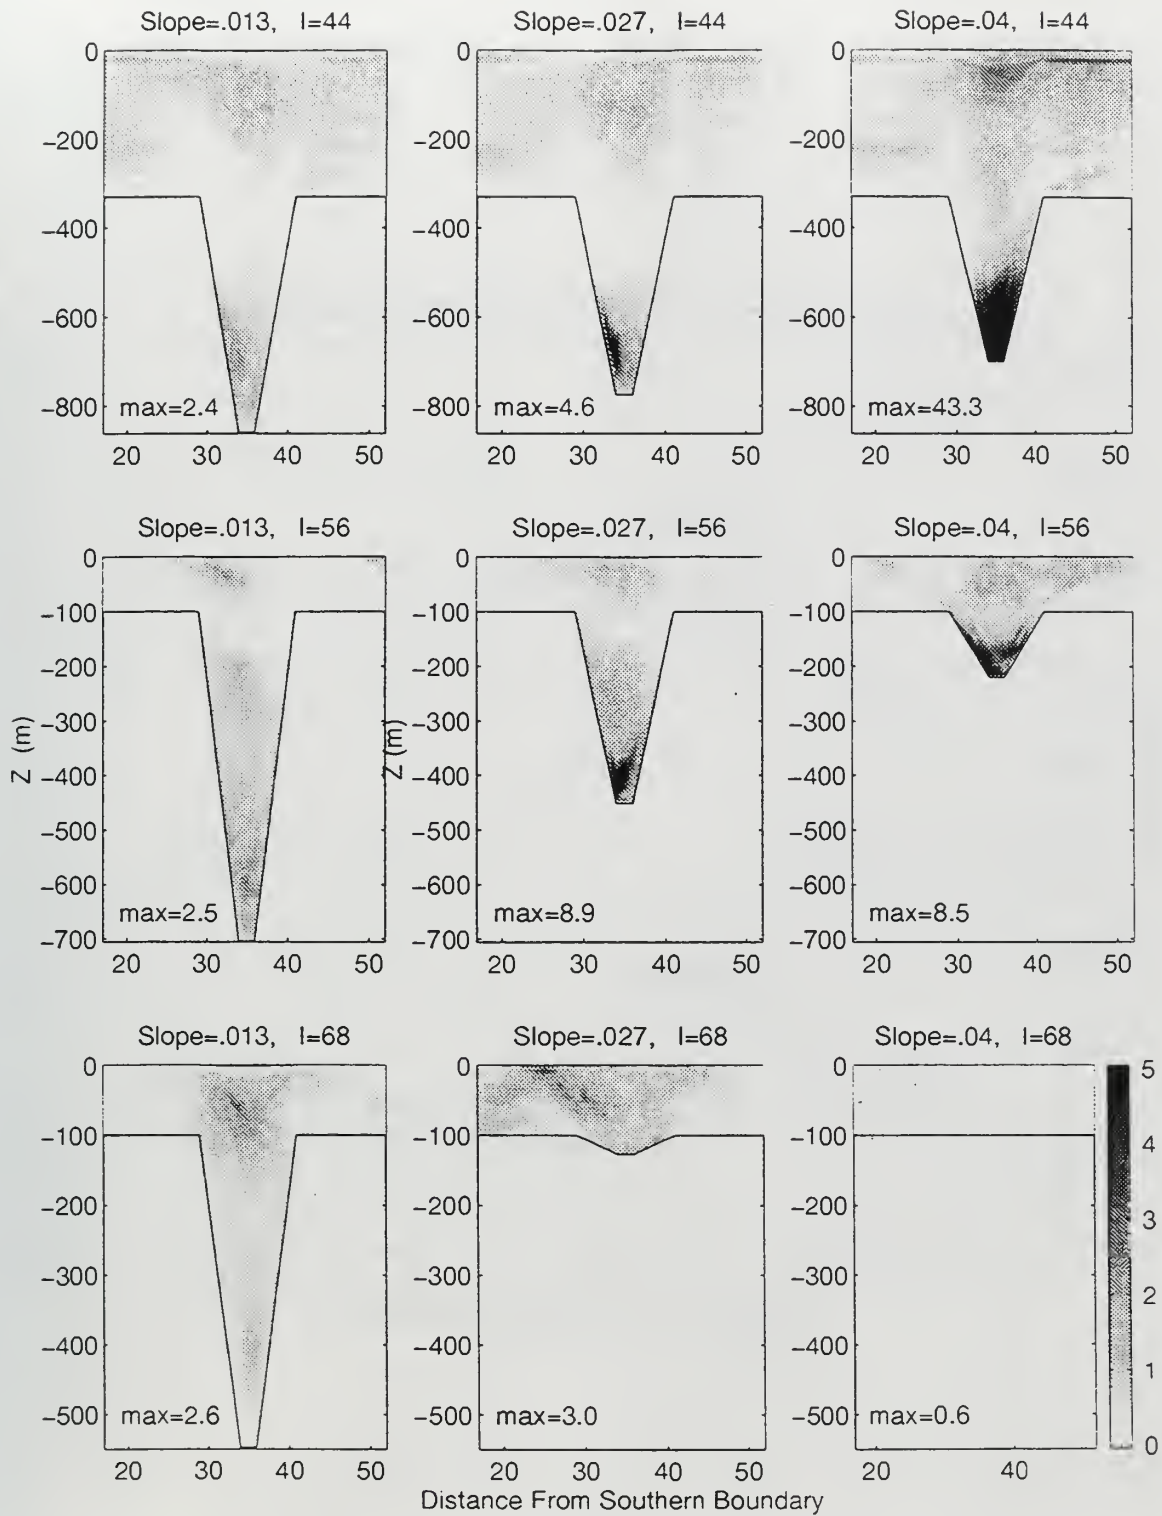 Slope=.013, I=44
Slope=.027, I=44
Slope=.04, I=44
0
-200
-400
-600
-800
max=2.4
20 30 40 50
0
-200
-400
-600
-800
max=4.6
20 30 40 50
0
-200
-400
-600
-800
max=43.3
20 30 40 50
Slope=.013, I=56
Slope=.027, I=56
Slope=.04, I=56
Z (m)
0
-100
-200
-300
-400
-500
-600
-700
max=2.5
20 30 40 50
Z (m)
0
-100
-200
-300
-400
-500
-600
-700
max=8.9
20 30 40 50
0
-100
-200
-300
-400
-500
-600
-700
max=8.5
20 30 40 50
Slope=.013, I=68
Slope=.027, I=68
Slope=.04, I=68
0
-100
-200
-300
-400
-500
max=2.6
20 30 40 50
0
-100
-200
-300
-400
-500
max=3.0
20 30 40 50
0
-100
-200
-300
-400
-500
max=0.6
20 40
5
4
3
2
1
0
Distance From Southern Boundary